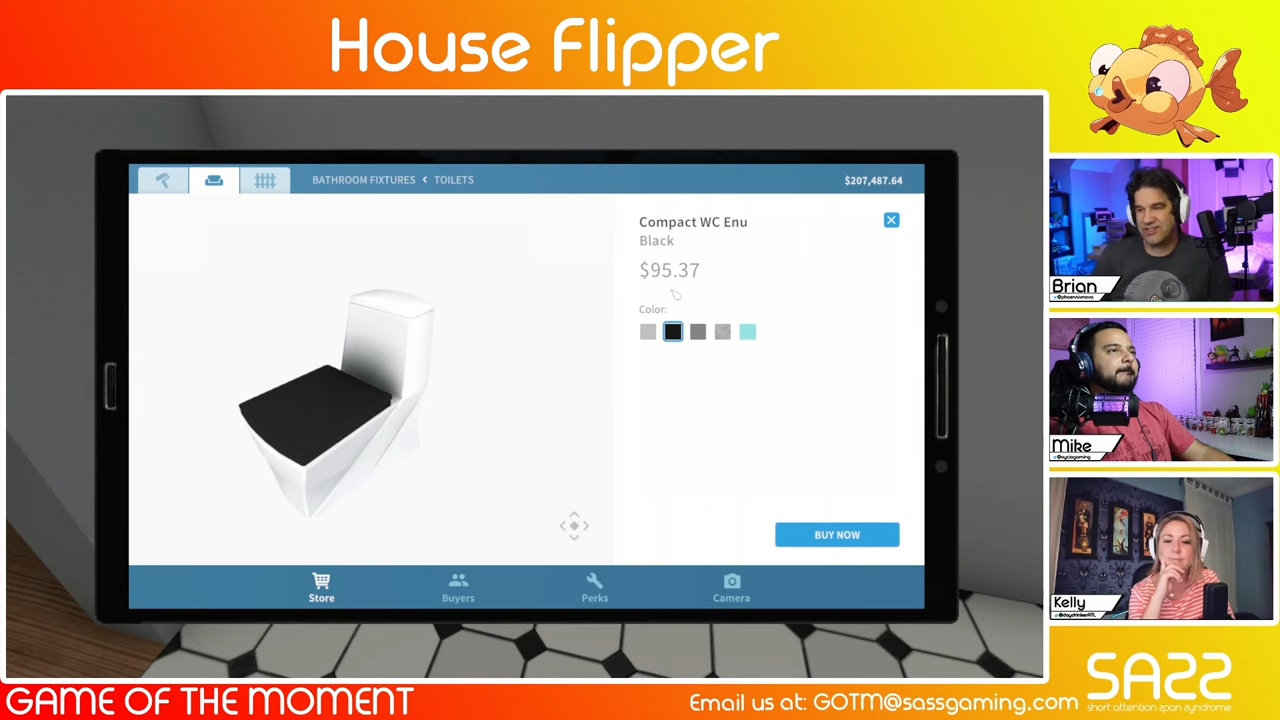 House Flipper
BATHROOM FIXTURES < TOILETS
$207,487.64
Compact WC Enu
Black
$95.37
Color:
BUY NOW
Store
Buyers
Perks
Camera
Brian
@phoennixnova
Mike
Kelly
GAME OF THE MOMENT
Email us at: GOTM@sassgaming.com
SASS
short attention span syndrome